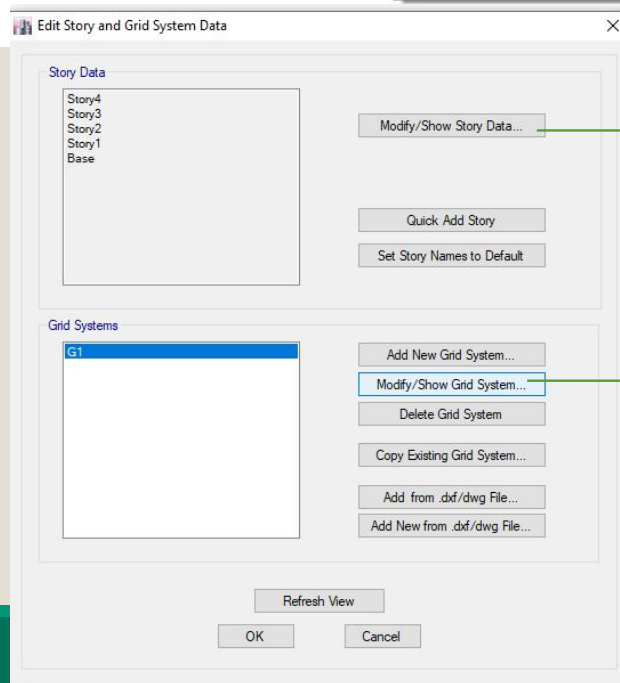 Edit Story and Grid System Data
Story Data
Story4
Story3
Story2
Story1
Base
Modify/Show Story Data...
Quick Add Story
Set Story Names to Default
Grid Systems
G1
Add New Grid System...
Modify/Show Grid System...
Delete Grid System
Copy Existing Grid System...
Add from .dxf/dwg File...
Add New from .dxf/dwg File...
Refresh View
OK
Cancel